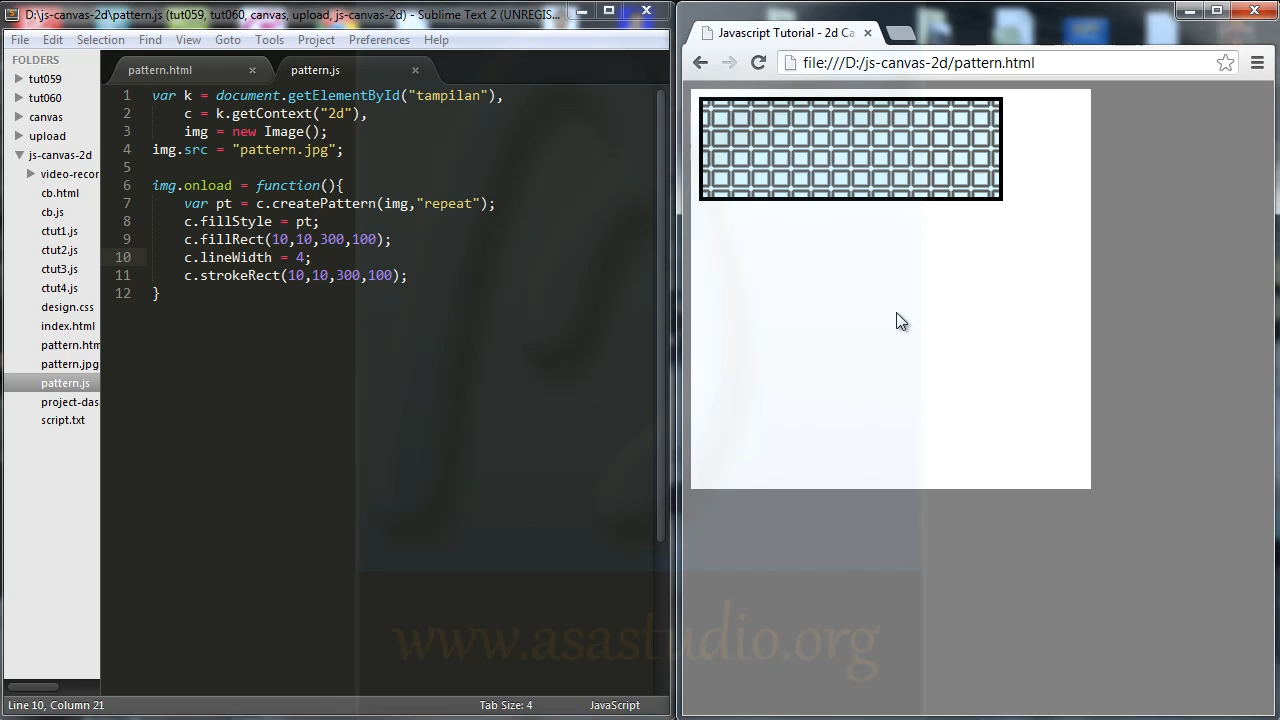 D:\js-canvas-2d\pattern.js (tut059, tut060, canvas, upload, js-canvas-2d) - Sublime Text 2 (UNREGIS...
File Edit Selection Find View Goto Tools Project Preferences Help
FOLDERS
tut059
tut060
canvas
upload
js-canvas-2d
video-recor
cb.html
cb.js
ctut1.js
ctut2.js
ctut3.js
ctut4.js
design.css
index.html
pattern.htm
pattern.jpg
pattern.js
project-das
script.txt
pattern.html × pattern.js ×
1 var k = document.getElementById("tampilan"),
2 c = k.getContext("2d"),
3 img = new Image();
4 img.src = "pattern.jpg";
5
6 img.onload = function(){
7 var pt = c.createPattern(img,"repeat");
8 c.fillStyle = pt;
9 c.fillRect(10,10,300,100);
10 c.lineWidth = 4;
11 c.strokeRect(10,10,300,100);
12 }
Line 10, Column 21 Tab Size: 4 JavaScript
Javascript Tutorial - 2d Ca ×
file:///D:/js-canvas-2d/pattern.html
www.asastudio.org